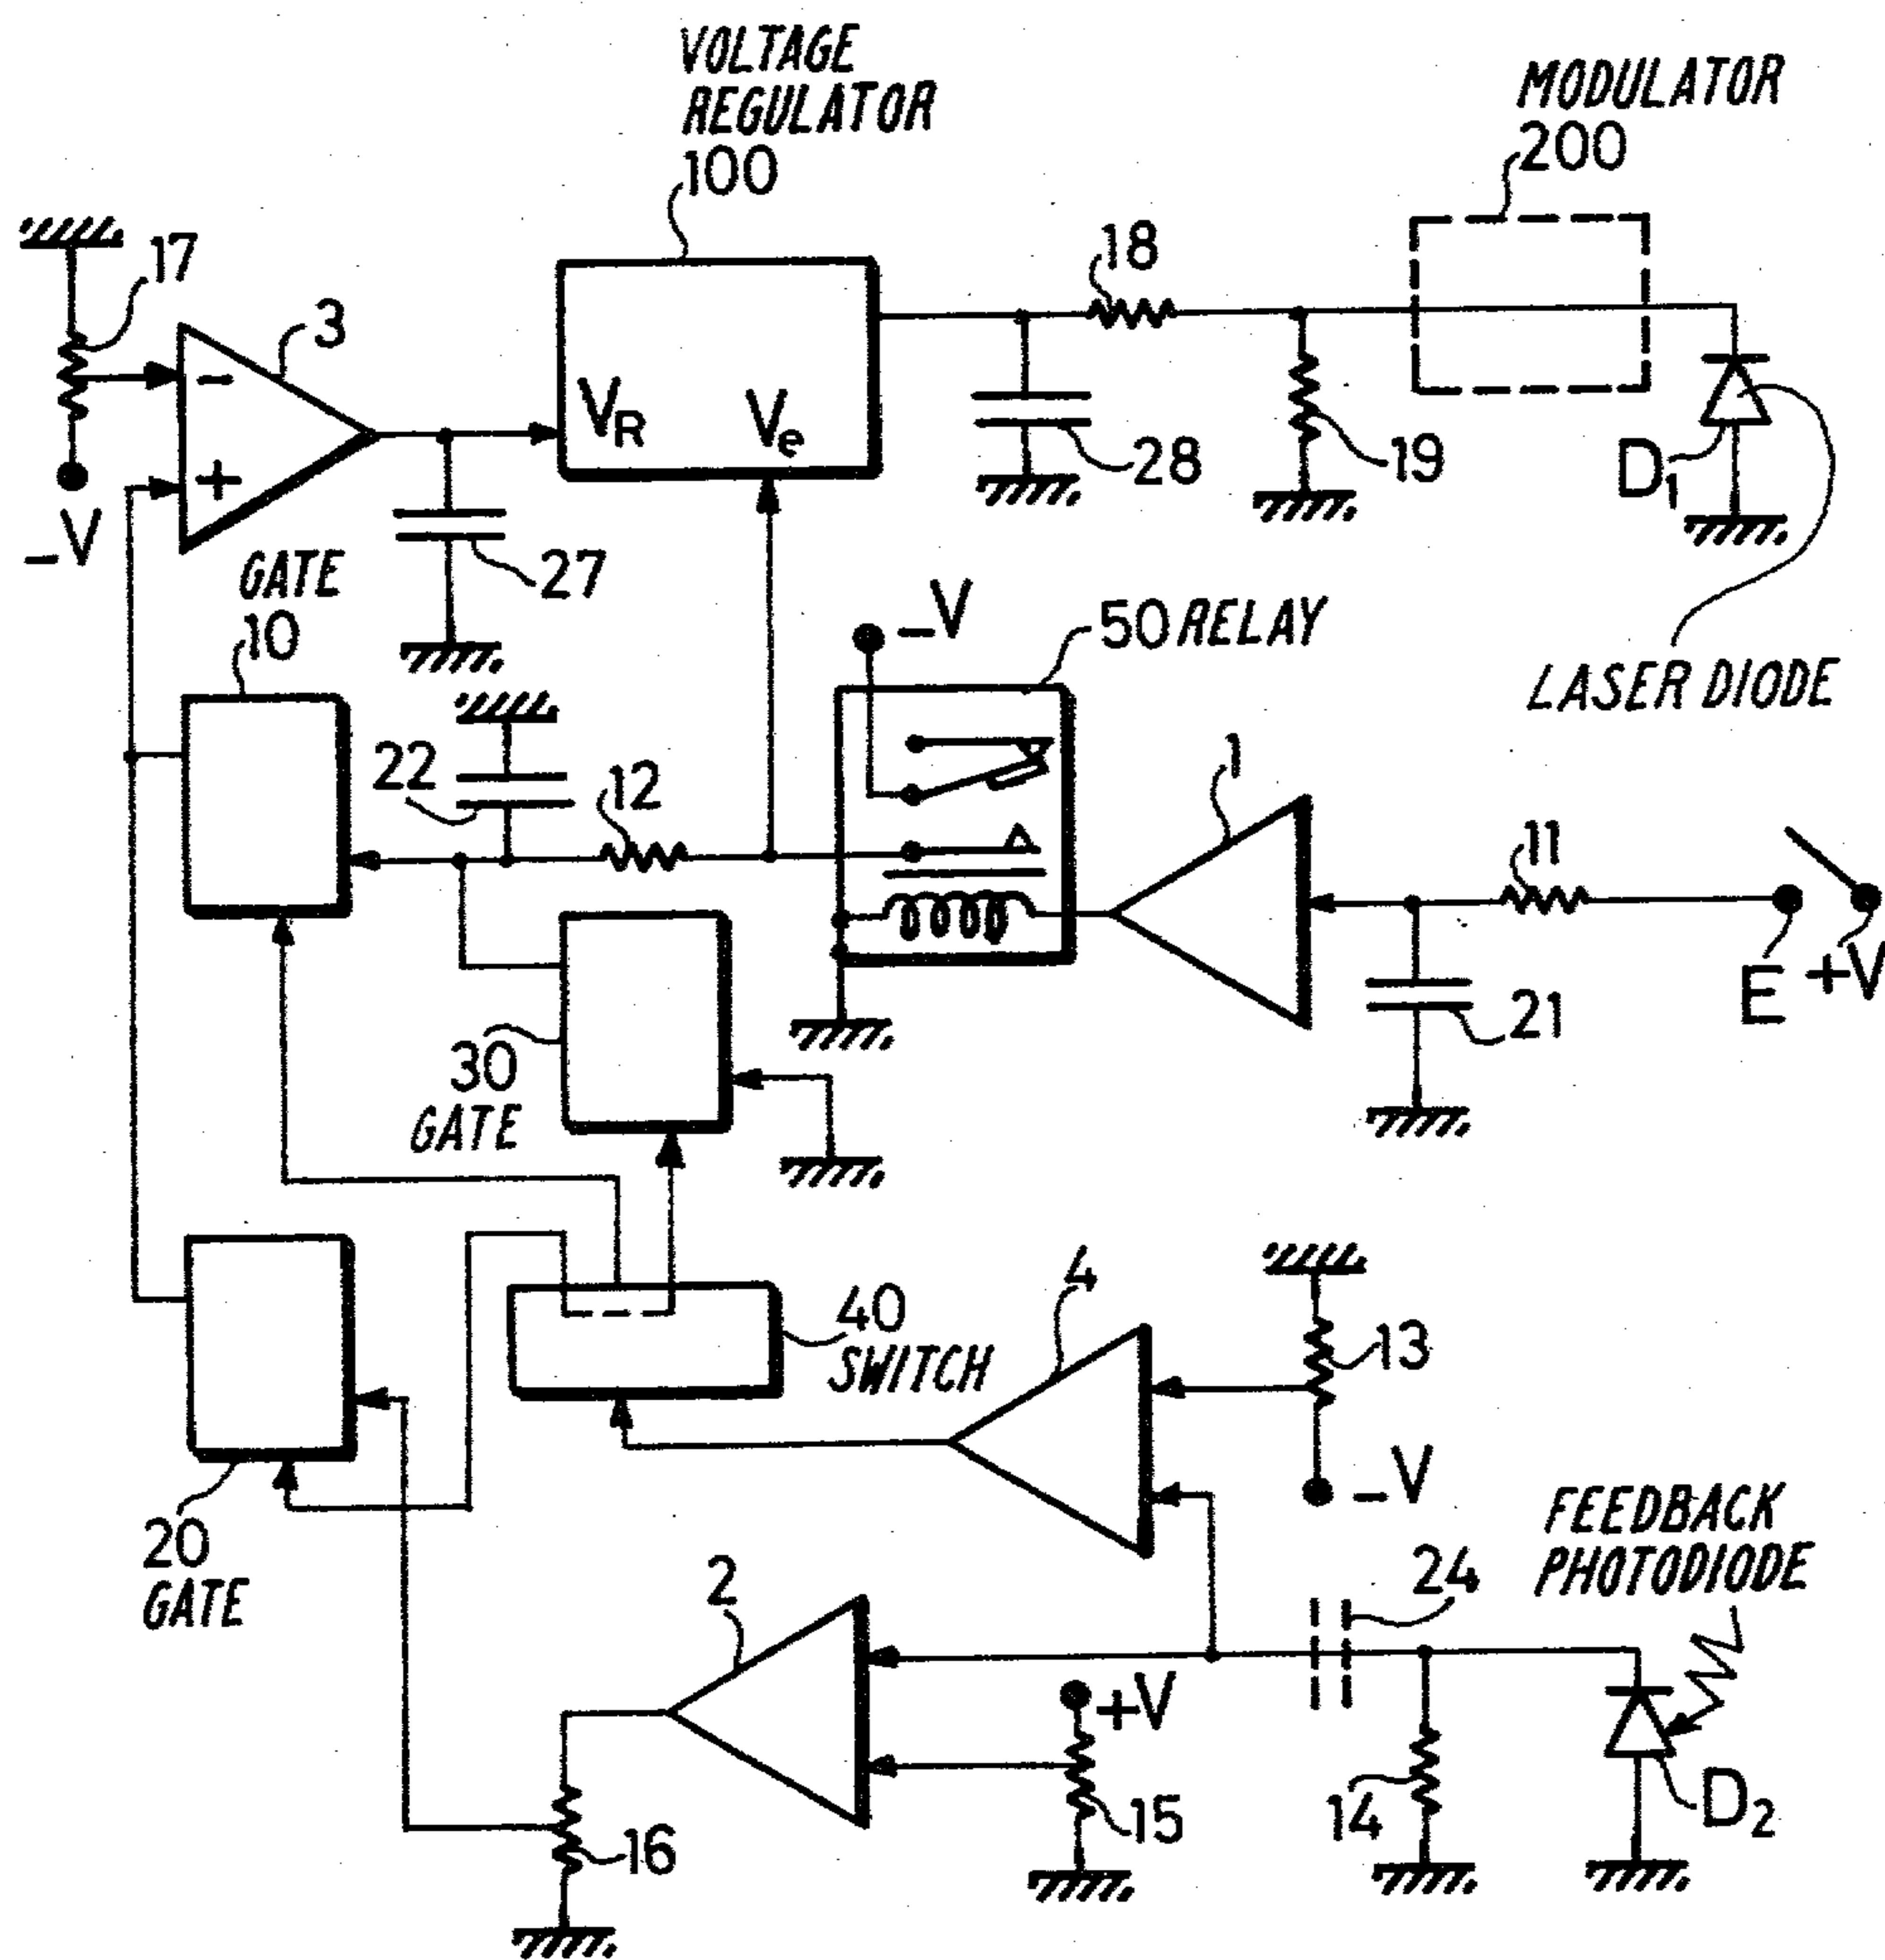 VOLTAGE
REGULATOR
100
MODULATOR
200
17
3
18
-
+
VR
Ve
-V
27
28
19
D1
GATE
10
-V
50 RELAY
LASER DIODE
22
12
1
11
E
+V
21
30
GATE
40
SWITCH
4
13
-V
20
GATE
2
24
FEEDBACK
PHOTODIODE
+V
15
14
D2
16